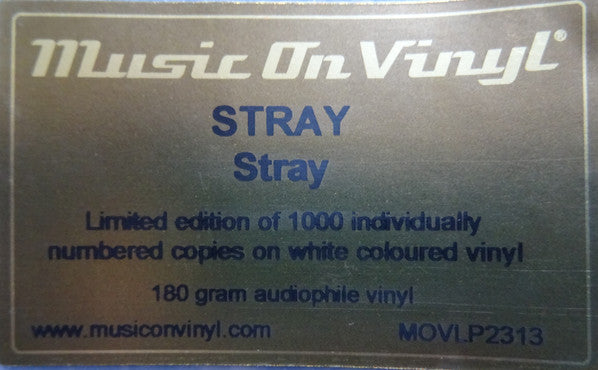 Music On Vinyl®
STRAY
Stray
Limited edition of 1000 individually
numbered copies on white coloured vinyl
180 gram audiophile vinyl
www.musiconvinyl.com MOVLP2313